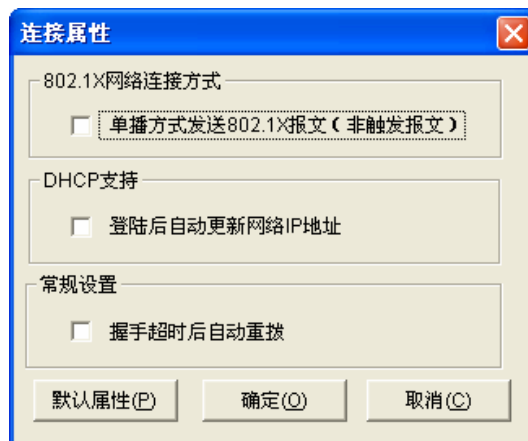 连接属性
802.1X网络连接方式
单播方式发送802.1X报文(非触发报文)
DHCP支持
登陆后自动更新网络IP地址
常规设置
握手超时后自动重拨
默认属性(P) 确定(O) 取消(C)